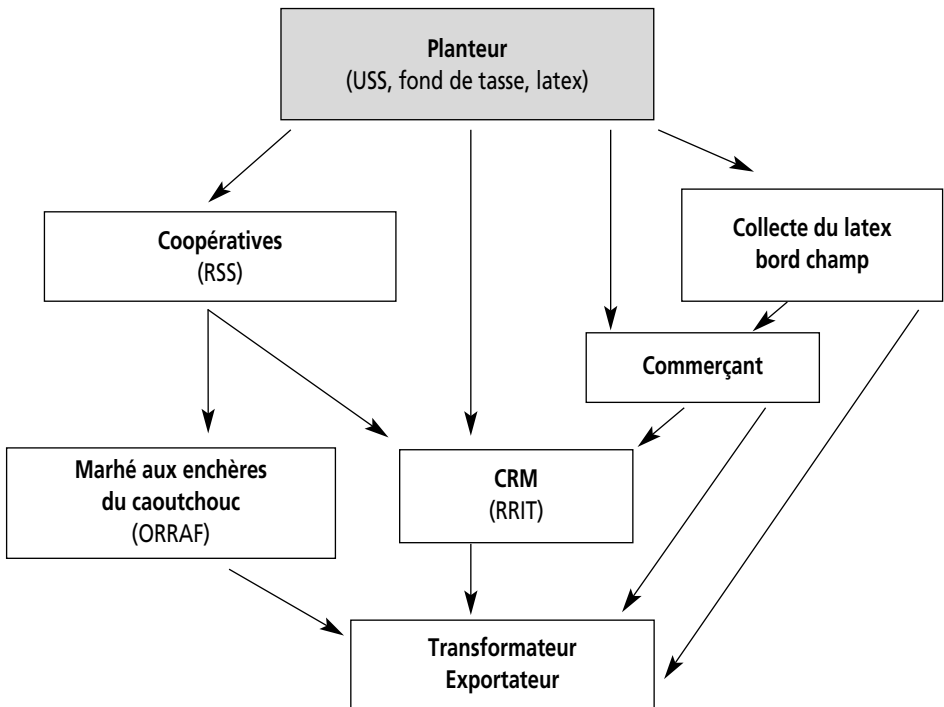 Planteur
(USS, fond de tasse, latex)
Coopératives
(RSS)
Collecte du latex
bord champ
Commerçant
Marhé aux enchères
du caoutchouc
(ORRAF)
CRM
(RRIT)
Transformateur
Exportateur